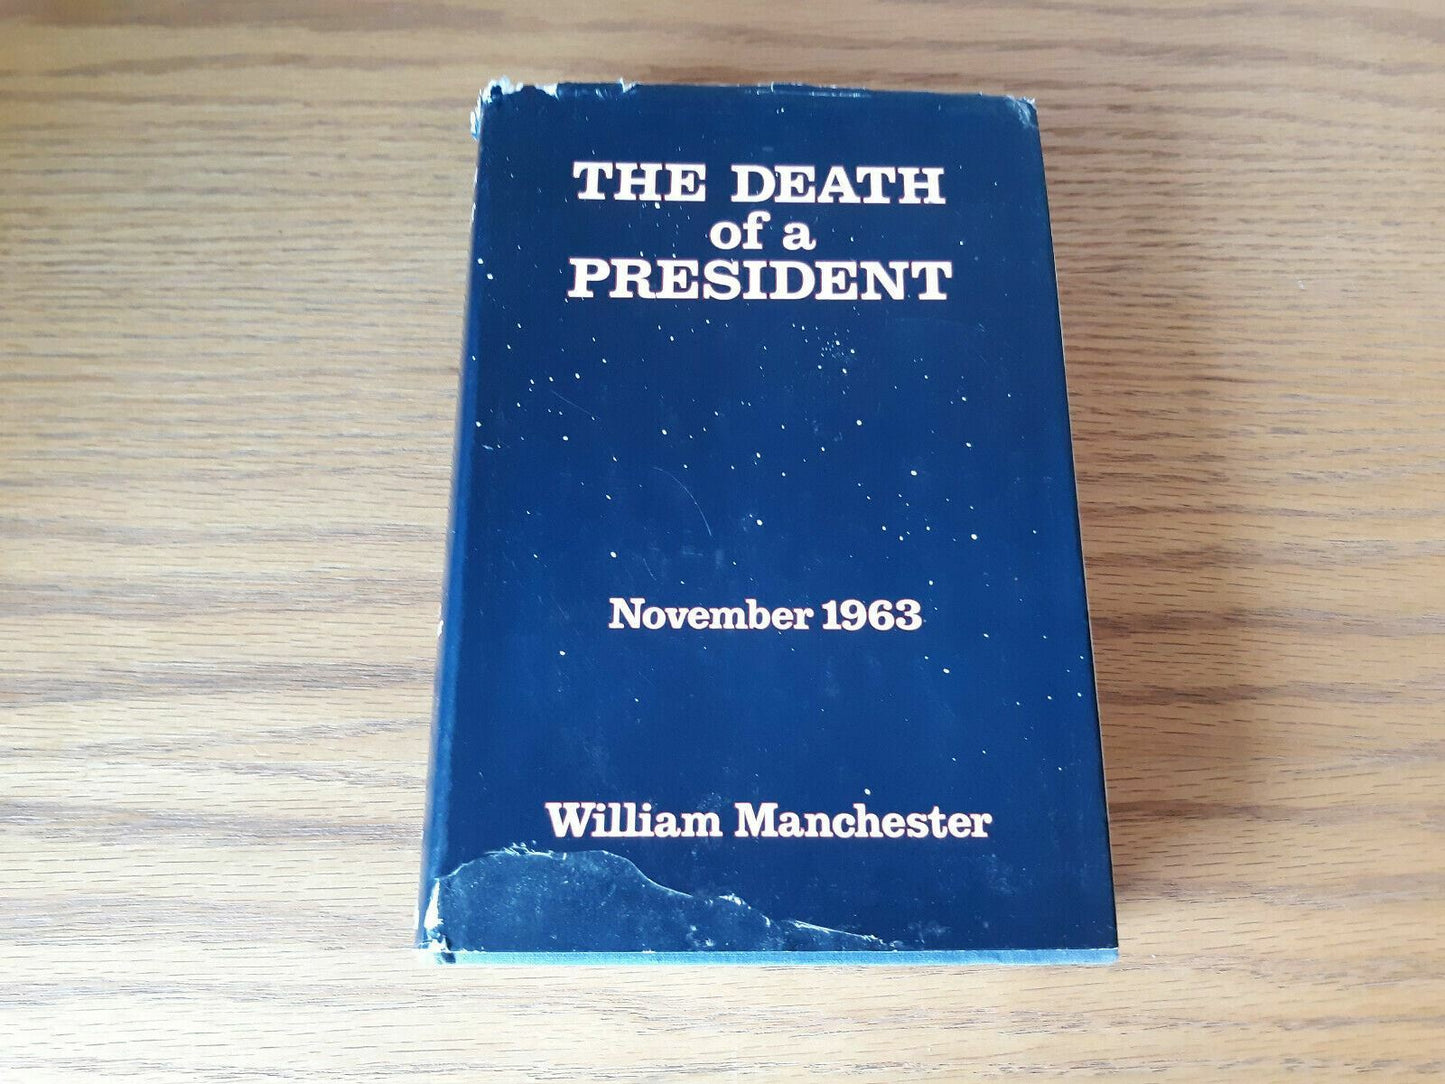 THE DEATH
of a
PRESIDENT
November 1963
William Manchester